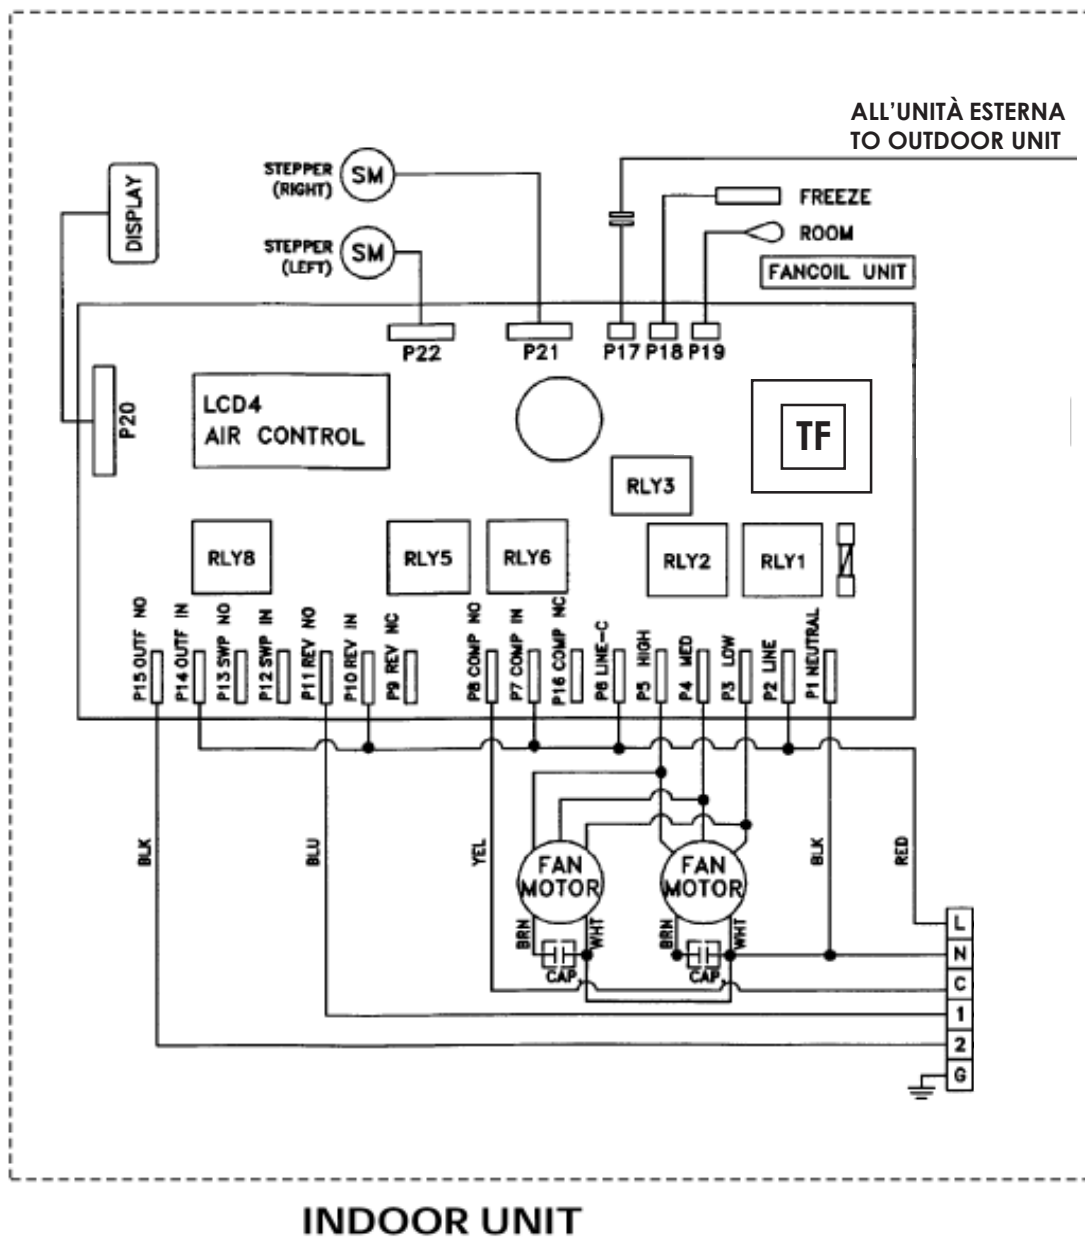 ALL'UNITÀ ESTERNA
TO OUTDOOR UNIT
STEPPER
(RIGHT)
SM
DISPLAY
STEPPER
(LEFT)
SM
FREEZE
ROOM
FANCOIL UNIT
P22
P21
P17
P18
P19
P20
LCD4
AIR CONTROL
TF
RLY3
RLY8
RLY5
RLY6
RLY2
RLY1
P15 OUTF NO
P14 OUTF IN
P13 SWP NO
P12 SWP IN
P11 REV NO
P10 REV IN
P9 REV NC
P8 COMP NO
P7 COMP IN
P16 COMP NC
P6 LINE-C
P5 HIGH
P4 MED
P3 LOW
P2 LINE
P1 NEUTRAL
BLK
BLU
YEL
FAN
MOTOR
FAN
MOTOR
BLK
RED
BRN
WHT
BRN
WHT
CAP.
CAP.
L
N
C
1
2
G
INDOOR UNIT